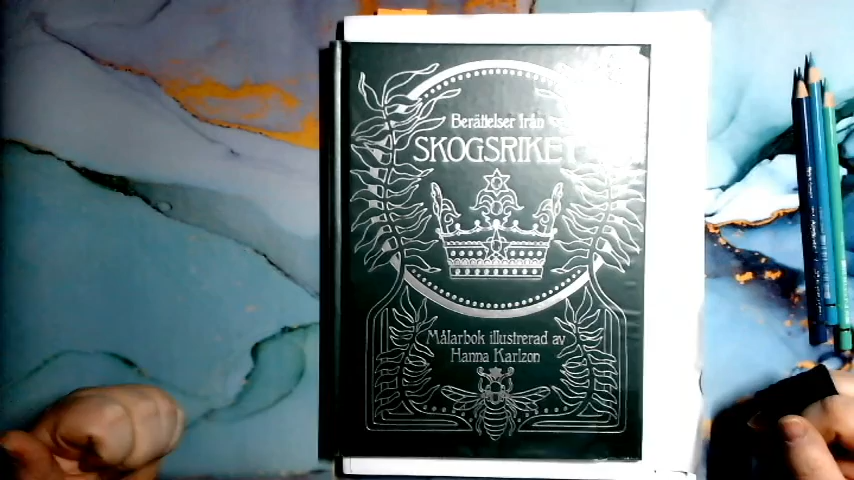 Berättelser från
SKOGSRIKET
Målarbok illustrerad av
Hanna Karlzon